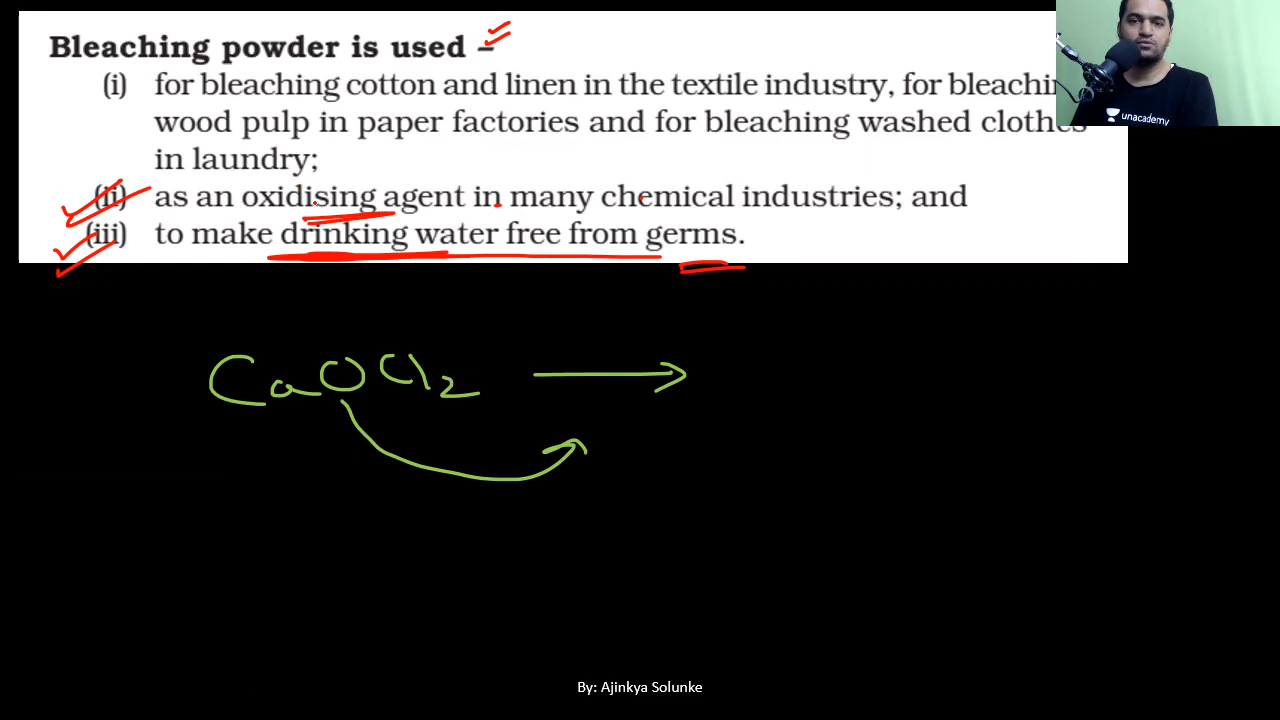 Bleaching powder is used –
(i) for bleaching cotton and linen in the textile industry, for bleachin
wood pulp in paper factories and for bleaching washed clothes
in laundry;
(ii) as an oxidising agent in many chemical industries; and
(iii) to make drinking water free from germs.
unacademy
CaOCl₂ →
By: Ajinkya Solunke